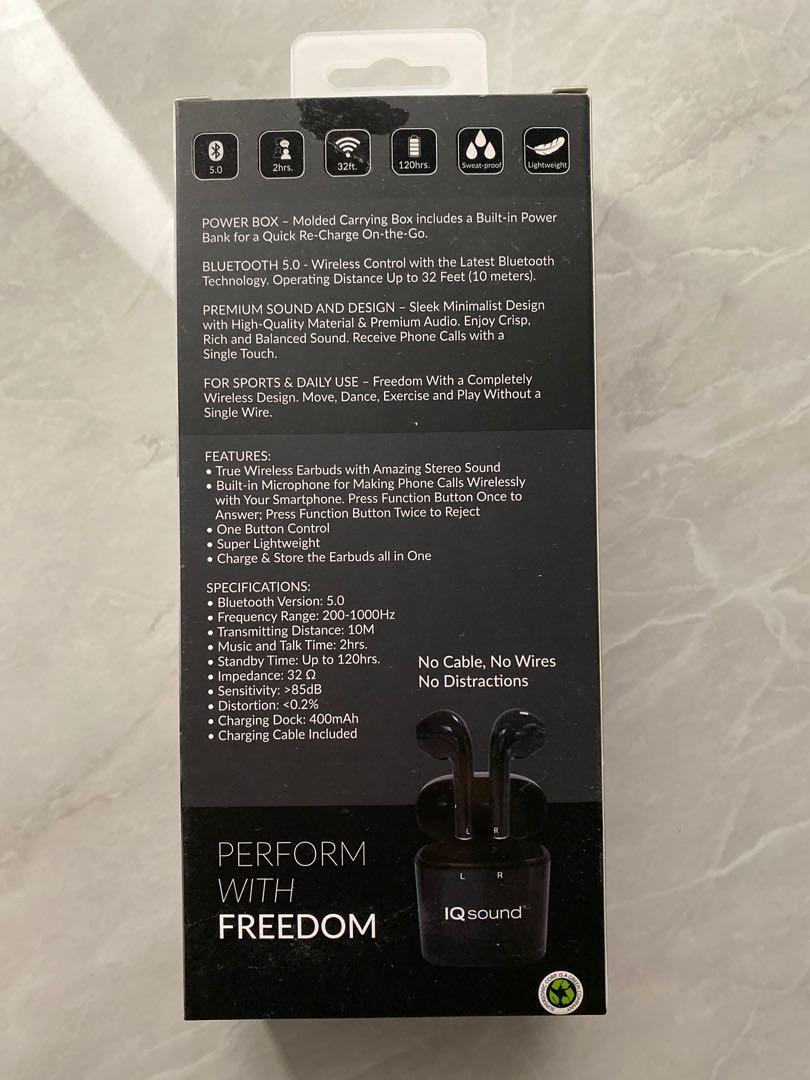 5.0
2hrs.
32ft.
120hrs.
Sweat-proof
Lightweight
POWER BOX – Molded Carrying Box includes a Built-in Power
Bank for a Quick Re-Charge On-the-Go.
BLUETOOTH 5.0 - Wireless Control with the Latest Bluetooth
Technology. Operating Distance Up to 32 Feet (10 meters).
PREMIUM SOUND AND DESIGN – Sleek Minimalist Design
with High-Quality Material & Premium Audio. Enjoy Crisp,
Rich and Balanced Sound. Receive Phone Calls with a
Single Touch.
FOR SPORTS & DAILY USE – Freedom With a Completely
Wireless Design. Move, Dance, Exercise and Play Without a
Single Wire.
FEATURES:
• True Wireless Earbuds with Amazing Stereo Sound
• Built-in Microphone for Making Phone Calls Wirelessly
with Your Smartphone. Press Function Button Once to
Answer; Press Function Button Twice to Reject
• One Button Control
• Super Lightweight
• Charge & Store the Earbuds all in One
SPECIFICATIONS:
• Bluetooth Version: 5.0
• Frequency Range: 200-1000Hz
• Transmitting Distance: 10M
• Music and Talk Time: 2hrs.
• Standby Time: Up to 120hrs.
• Impedance: 32 Ω
• Sensitivity: >85dB
• Distortion: <0.2%
• Charging Dock: 400mAh
• Charging Cable Included
No Cable, No Wires
No Distractions
L R
L R
IQ sound
PERFORM
WITH
FREEDOM
SUPERSONIC CORP. IS A GREEN COMPANY